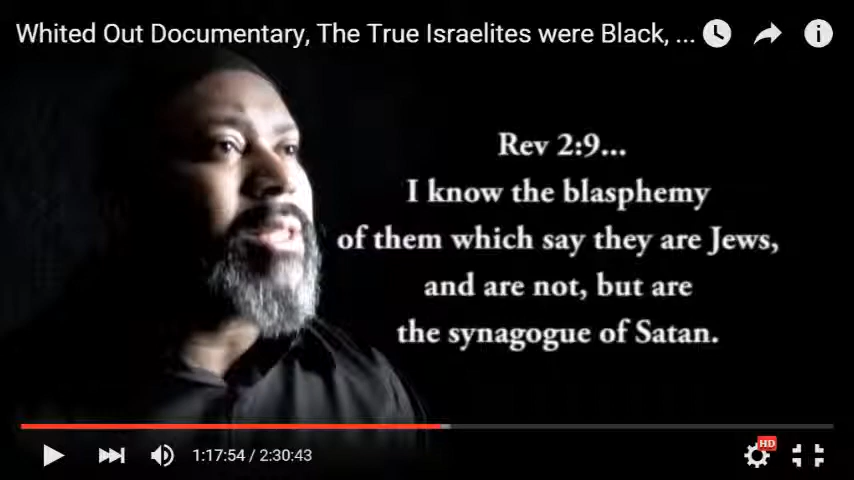 Whited Out Documentary, The True Israelites were Black, ...
Rev 2:9...
I know the blasphemy
of them which say they are Jews,
and are not, but are
the synagogue of Satan.
HD
1:17:54 / 2:30:43